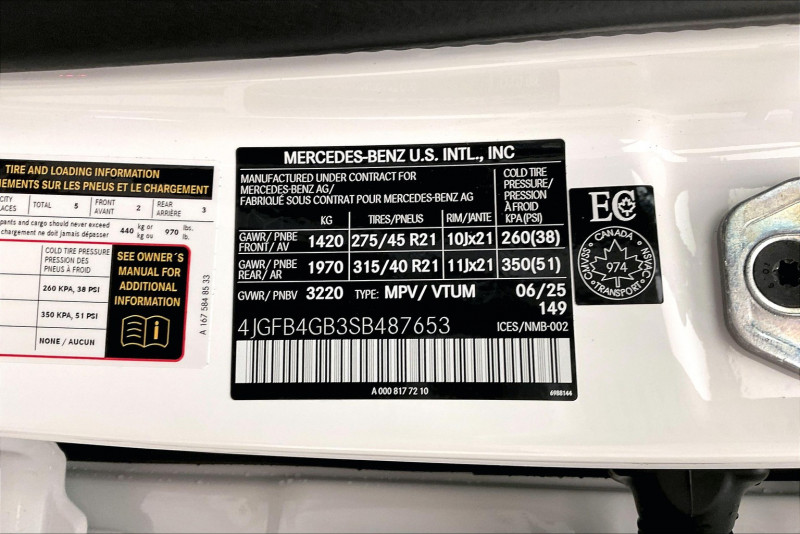 TIRE AND LOADING INFORMATION
EMENTS SUR LES PNEUS ET LE CHARGEMENT
CITY TOTAL 5 FRONT 2 REAR 3
PLACES AVANT ARRIÈRE
pants and cargo should never exceed 440 kg or 970 lbs.
chargement ne doit jamais dépasser kg ou lb.
COLD TIRE PRESSURE
PRESSION DES
PNEUS À FROID
260 KPA, 38 PSI
350 KPA, 51 PSI
NONE / AUCUN
SEE OWNER´S
MANUAL FOR
ADDITIONAL
INFORMATION
i
A 167 584 85 33
MERCEDES-BENZ U.S. INTL., INC
MANUFACTURED UNDER CONTRACT FOR
MERCEDES-BENZ AG/
FABRIQUÉ SOUS CONTRAT POUR MERCEDES-BENZ AG
COLD TIRE
PRESSURE/
PRESSION
À FROID
KG TIRES/PNEUS RIM/JANTE KPA(PSI)
GAWR/PNBE
FRONT/ AV 1420 275/45 R21 10Jx21 260(38)
GAWR/PNBE
REAR/ AR 1970 315/40 R21 11Jx21 350(51)
GVWR/PNBV 3220 TYPE: MPV/ VTUM 06/25
149
4JGFB4GB3SB487653
ICES/NMB-002
A 000 817 72 10
6988144
EC
CANADA
974
TRANSPORT
CMVSS
NSVAC